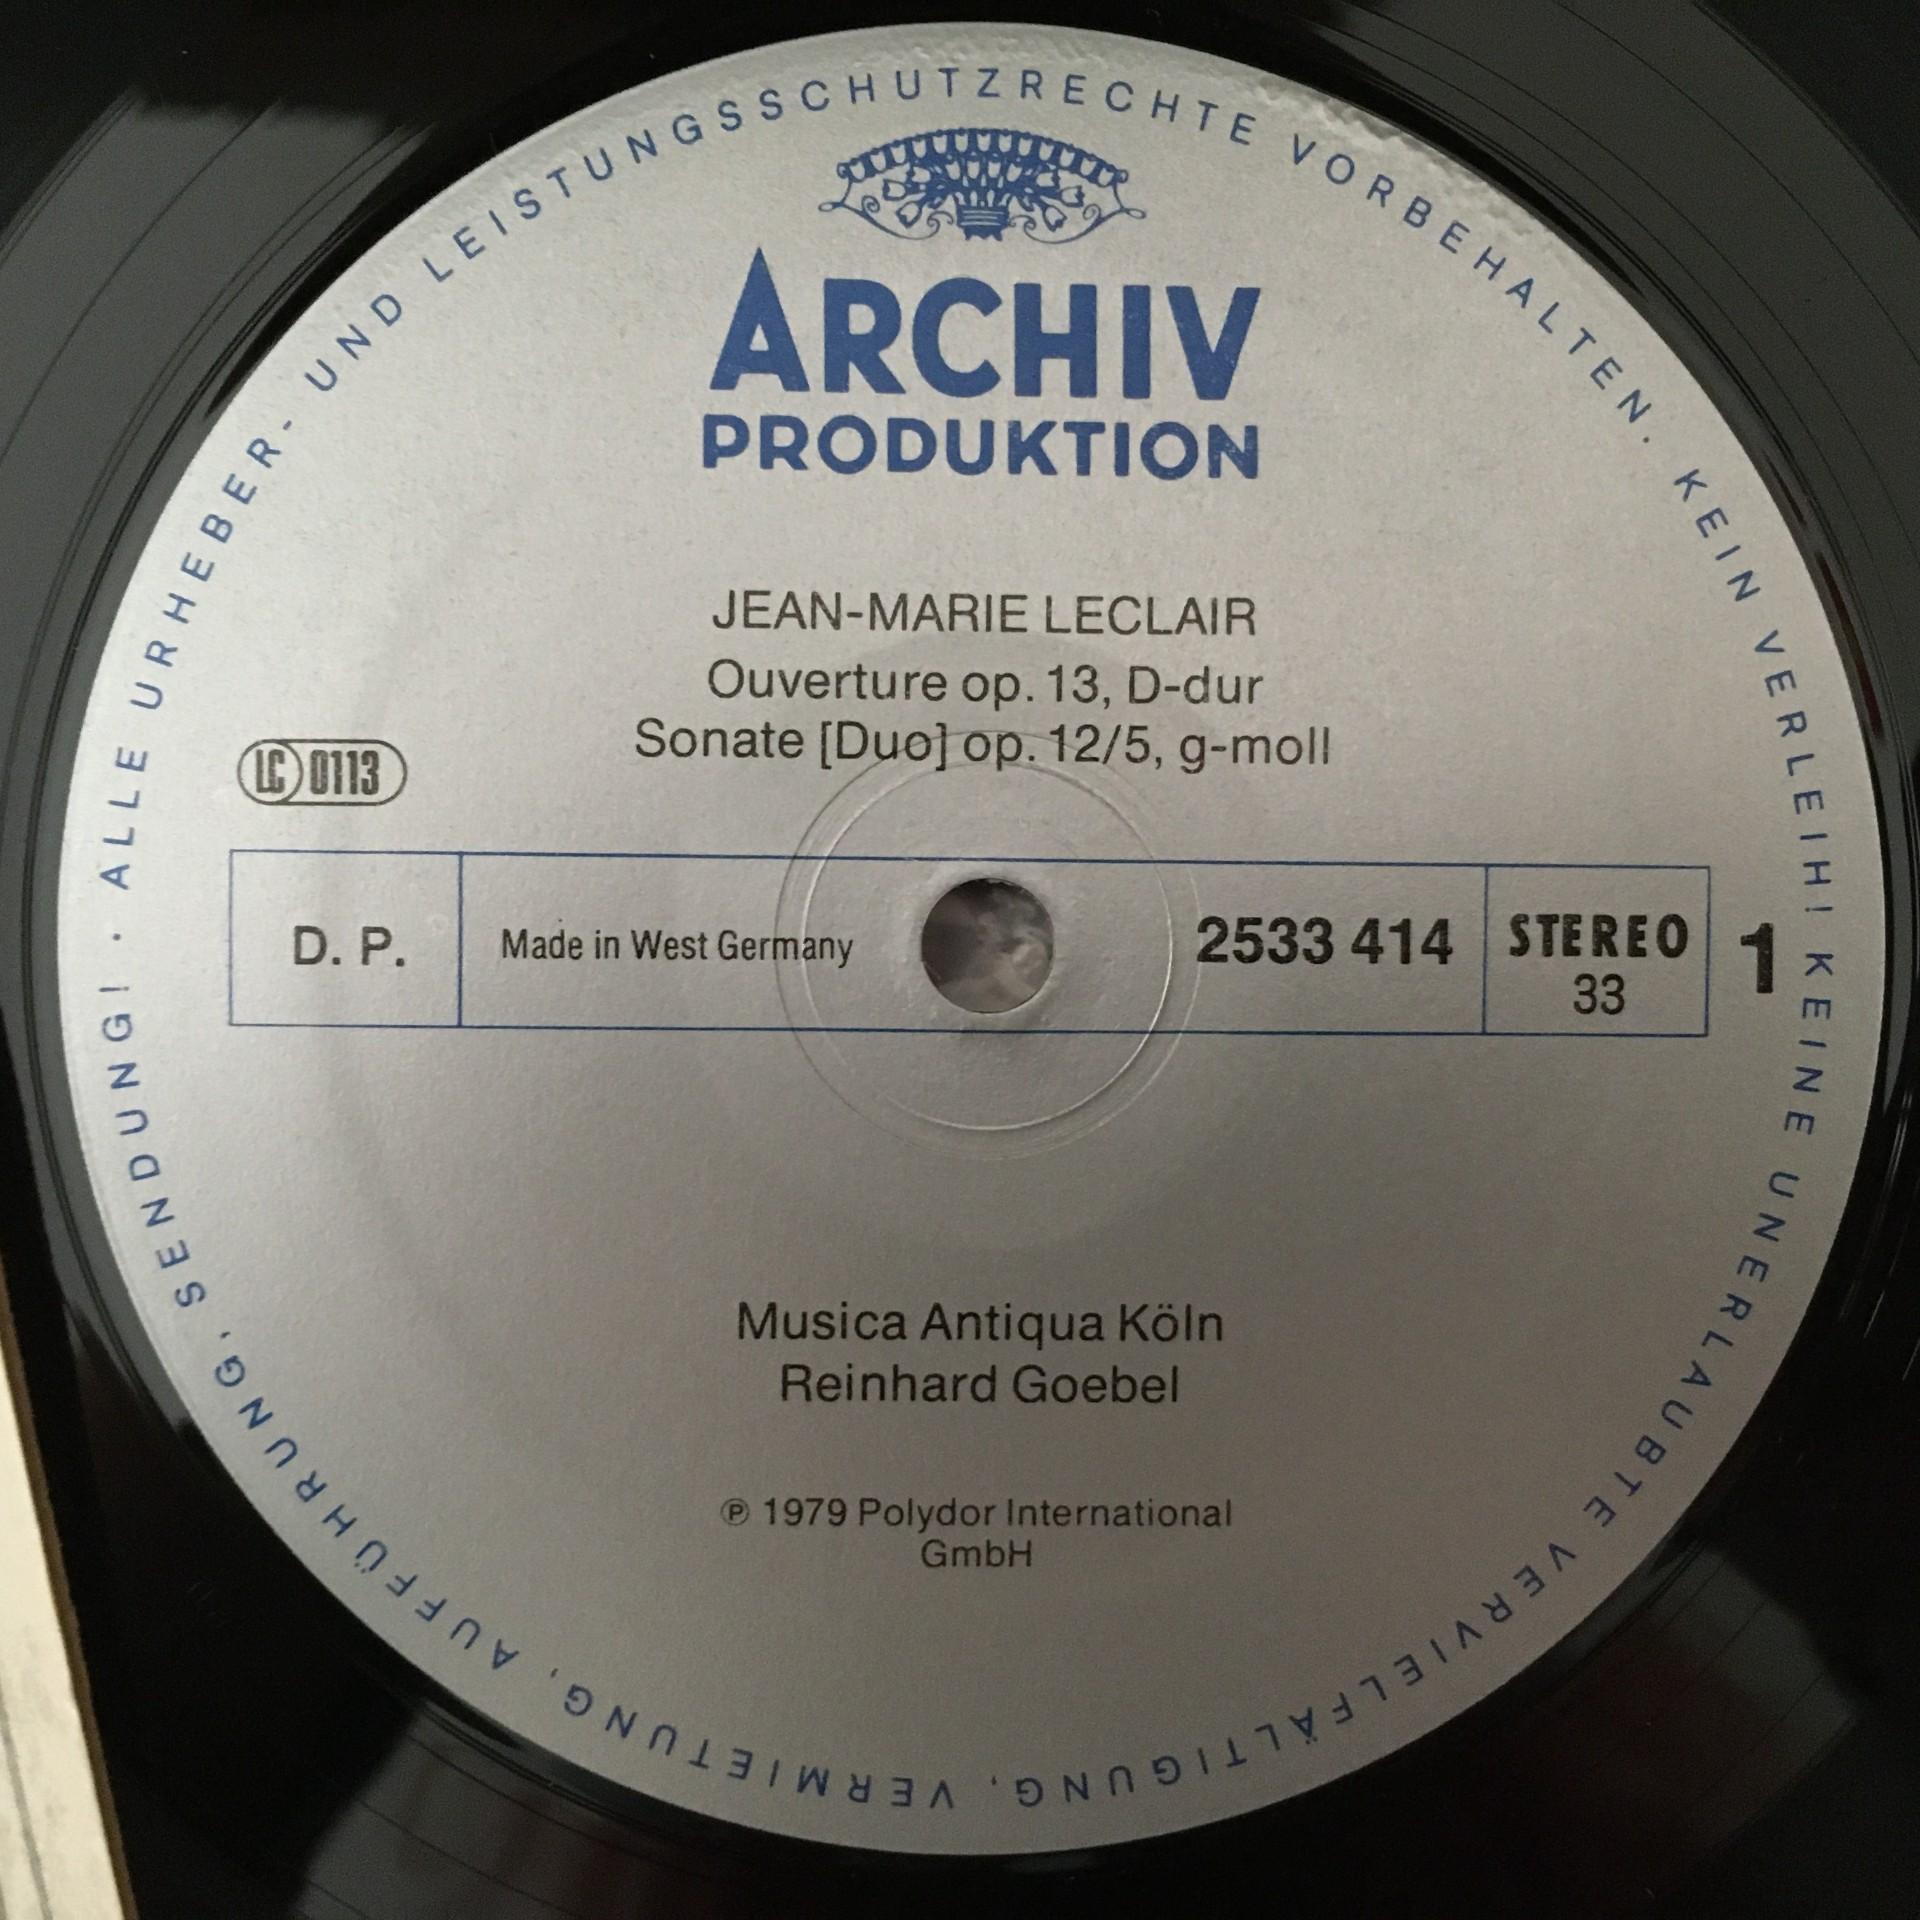 ALLE URHEBER- UND LEISTUNGSSCHUTZRECHTE VORBEHALTEN. KEIN VERLEIH! KEINE UNERLAUBTE VERVIELFÄLTIGUNG, VERMIETUNG, AUFFÜHRUNG, SENDUNG! ·
ARCHIV
PRODUKTION
JEAN-MARIE LECLAIR
Ouverture op. 13, D-dur
Sonate [Duo] op. 12/5, g-moll
LC 0113
D. P.
Made in West Germany
2533 414
STEREO
33
1
Musica Antiqua Köln
Reinhard Goebel
℗ 1979 Polydor International
GmbH